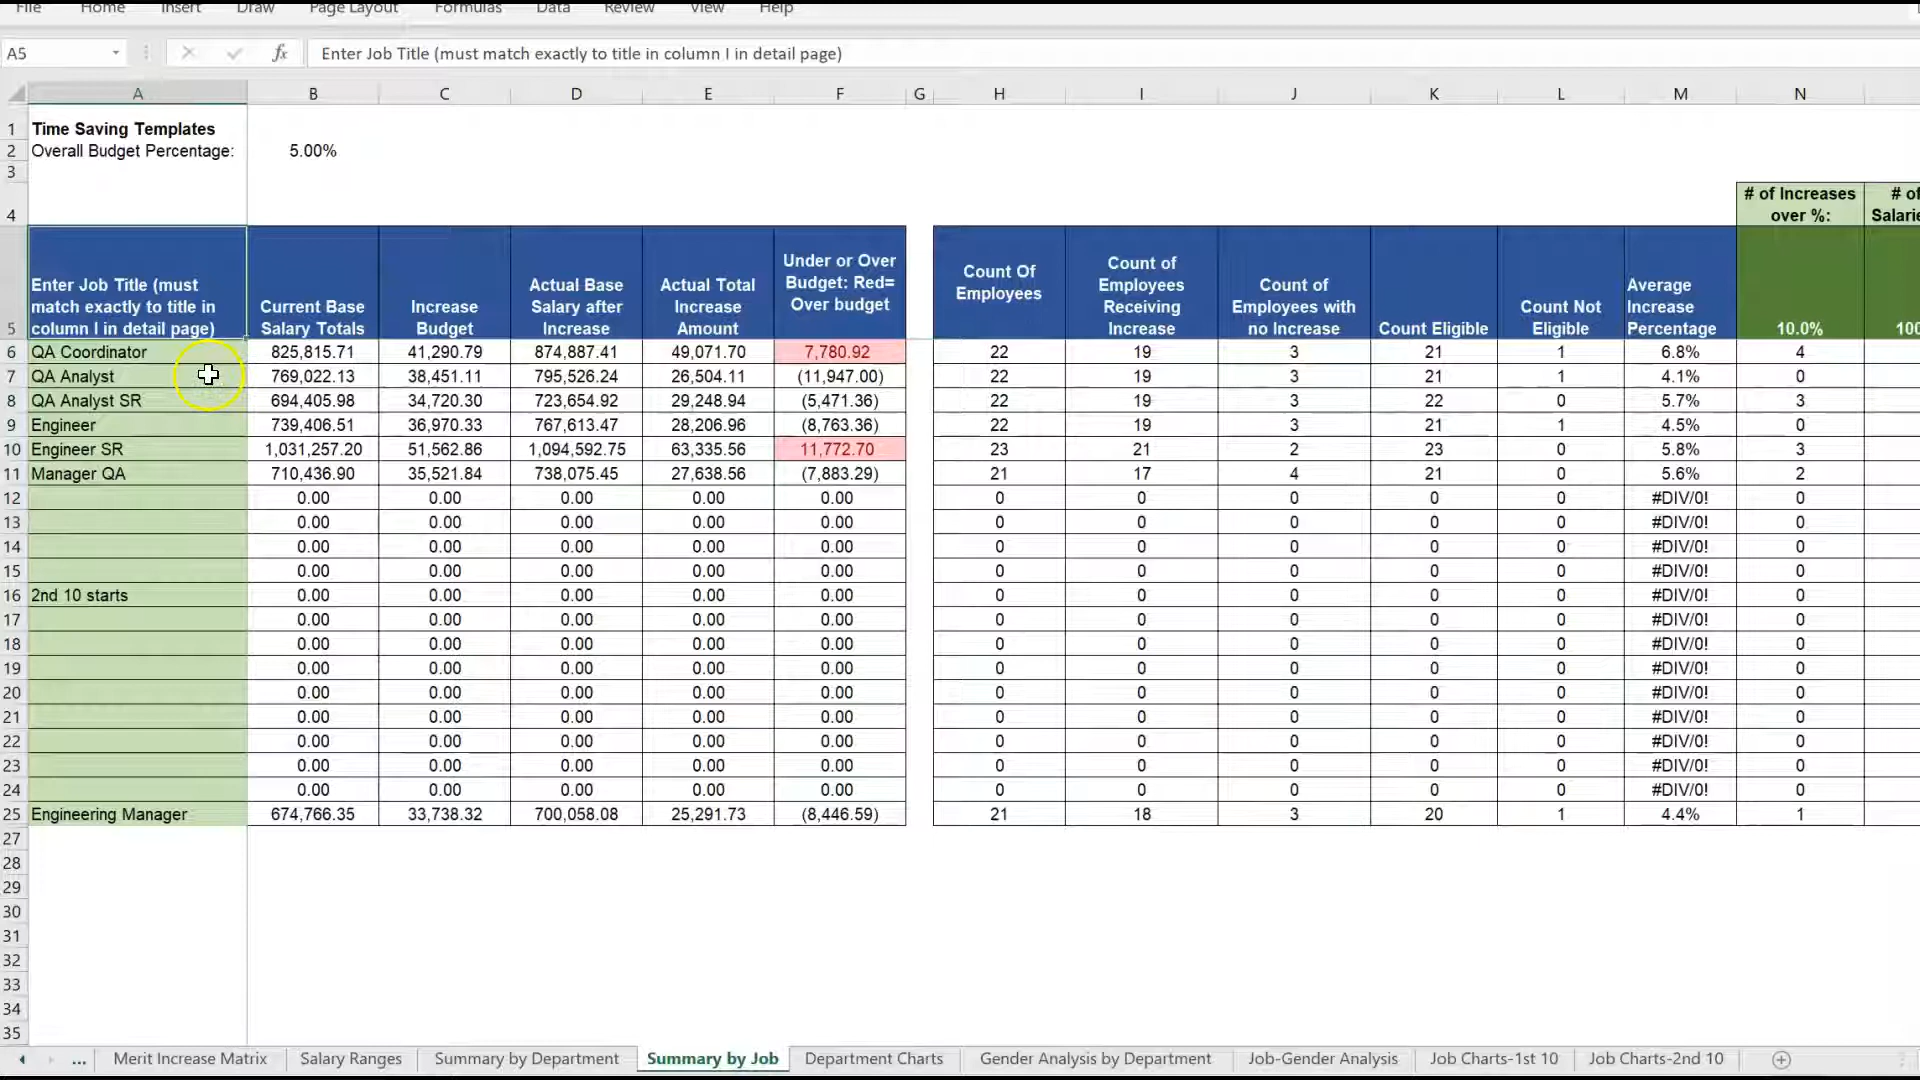 File Home Insert Draw Page Layout Formulas Data Review View Help
A5 fx Enter Job Title (must match exactly to title in column I in detail page)
A B C D E F G H I J K L M N
1 Time Saving Templates
2 Overall Budget Percentage: 5.00%
3
4 # of Increases over %: # of Salarie
5 Enter Job Title (must match exactly to title in column I in detail page) Current Base Salary Totals Increase Budget Actual Base Salary after Increase Actual Total Increase Amount Under or Over Budget: Red= Over budget Count Of Employees Count of Employees Receiving Increase Count of Employees with no Increase Count Eligible Count Not Eligible Average Increase Percentage 10.0% 100
6 QA Coordinator 825,815.71 41,290.79 874,887.41 49,071.70 7,780.92 22 19 3 21 1 6.8% 4
7 QA Analyst 769,022.13 38,451.11 795,526.24 26,504.11 (11,947.00) 22 19 3 21 1 4.1% 0
8 QA Analyst SR 694,405.98 34,720.30 723,654.92 29,248.94 (5,471.36) 22 19 3 22 0 5.7% 3
9 Engineer 739,406.51 36,970.33 767,613.47 28,206.96 (8,763.36) 22 19 3 21 1 4.5% 0
10 Engineer SR 1,031,257.20 51,562.86 1,094,592.75 63,335.56 11,772.70 23 21 2 23 0 5.8% 3
11 Manager QA 710,436.90 35,521.84 738,075.45 27,638.56 (7,883.29) 21 17 4 21 0 5.6% 2
12 0.00 0.00 0.00 0.00 0.00 0 0 0 0 0 #DIV/0! 0
13 0.00 0.00 0.00 0.00 0.00 0 0 0 0 0 #DIV/0! 0
14 0.00 0.00 0.00 0.00 0.00 0 0 0 0 0 #DIV/0! 0
15 0.00 0.00 0.00 0.00 0.00 0 0 0 0 0 #DIV/0! 0
16 2nd 10 starts 0.00 0.00 0.00 0.00 0.00 0 0 0 0 0 #DIV/0! 0
17 0.00 0.00 0.00 0.00 0.00 0 0 0 0 0 #DIV/0! 0
18 0.00 0.00 0.00 0.00 0.00 0 0 0 0 0 #DIV/0! 0
19 0.00 0.00 0.00 0.00 0.00 0 0 0 0 0 #DIV/0! 0
20 0.00 0.00 0.00 0.00 0.00 0 0 0 0 0 #DIV/0! 0
21 0.00 0.00 0.00 0.00 0.00 0 0 0 0 0 #DIV/0! 0
22 0.00 0.00 0.00 0.00 0.00 0 0 0 0 0 #DIV/0! 0
23 0.00 0.00 0.00 0.00 0.00 0 0 0 0 0 #DIV/0! 0
24 0.00 0.00 0.00 0.00 0.00 0 0 0 0 0 #DIV/0! 0
25 Engineering Manager 674,766.35 33,738.32 700,058.08 25,291.73 (8,446.59) 21 18 3 20 1 4.4% 1
27
28
29
30
31
32
33
34
35
... Merit Increase Matrix Salary Ranges Summary by Department Summary by Job Department Charts Gender Analysis by Department Job-Gender Analysis Job Charts-1st 10 Job Charts-2nd 10